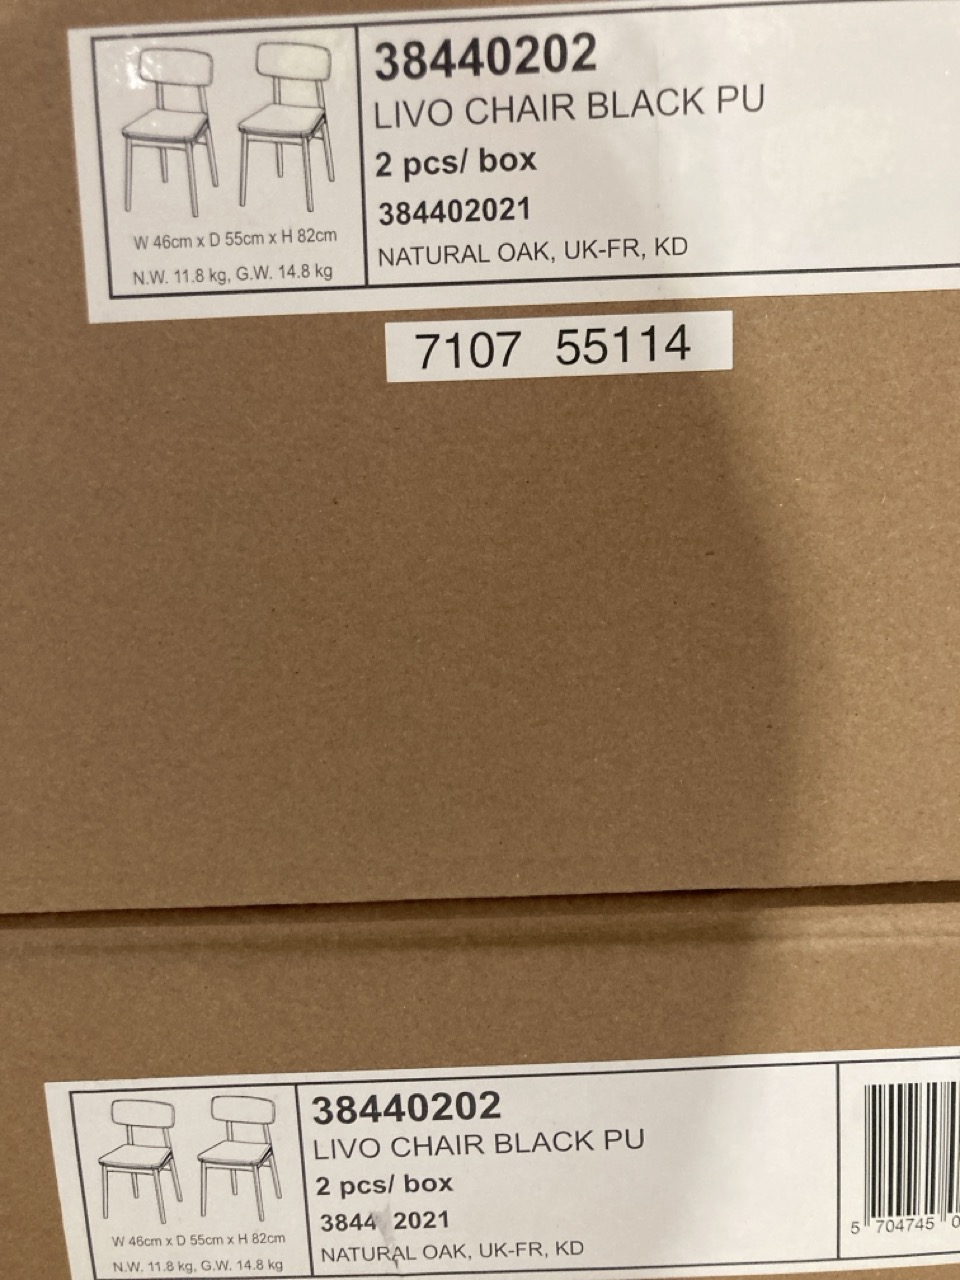 38440202
LIVO CHAIR BLACK PU
2 pcs/ box
384402021
NATURAL OAK, UK-FR, KD
W 46cm x D 55cm x H 82cm
N.W. 11.8 kg, G.W. 14.8 kg
7107 55114
38440202
LIVO CHAIR BLACK PU
2 pcs/ box
3844 2021
NATURAL OAK, UK-FR, KD
W 46cm x D 55cm x H 82cm
N.W. 11.8 kg, G.W. 14.8 kg
5 704745 0